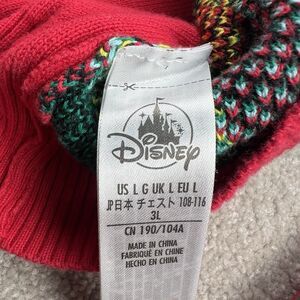 Disney
US L G UK L EU L
JP日本 チェスト 108-116
3L
CN 190/104A
MADE IN CHINA
FABRIQUÉ EN CHINE
HECHO EN CHINA